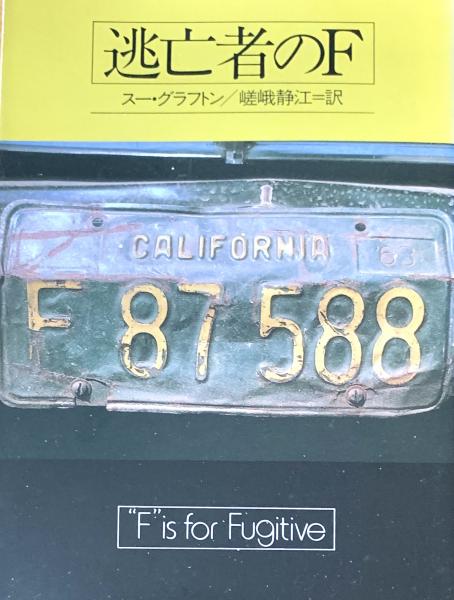 逃亡者のF
スー・グラフトン／嵯峨静江＝訳
CALIFORNIA 63
F 87 588
"F" is for Fugitive